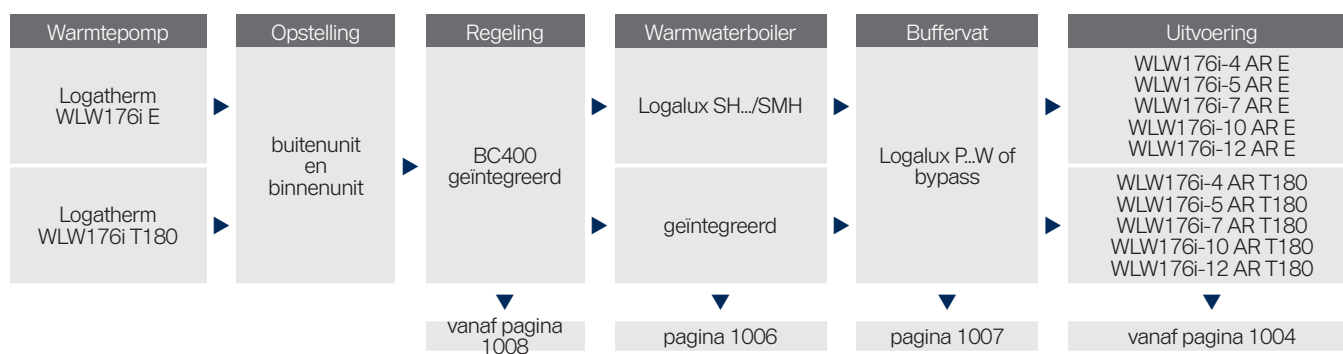 Warmtepomp
Opstelling
Regeling
Warmwaterboiler
Buffervat
Uitvoering
Logatherm
WLW176i E
buitenunit
en
binnenunit
BC400
geïntegreerd
Logalux SH.../SMH
Logalux P...W of
bypass
WLW176i-4 AR E
WLW176i-5 AR E
WLW176i-7 AR E
WLW176i-10 AR E
WLW176i-12 AR E
Logatherm
WLW176i T180
geïntegreerd
WLW176i-4 AR T180
WLW176i-5 AR T180
WLW176i-7 AR T180
WLW176i-10 AR T180
WLW176i-12 AR T180
vanaf pagina
1008
pagina 1006
pagina 1007
vanaf pagina 1004